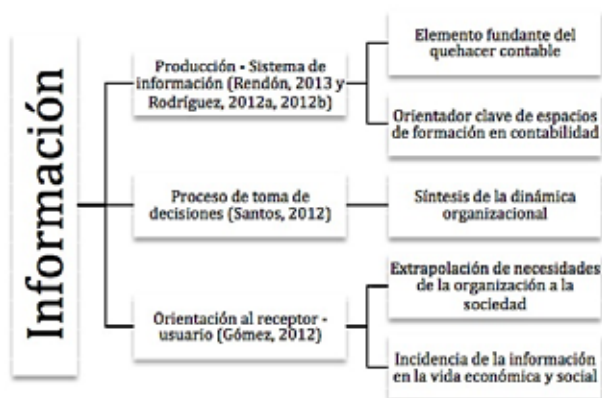 Información
Producción - Sistema de
información (Rendón, 2013 y
Rodríguez, 2012a, 2012b)
Elemento fundante del
quehacer contable
Orientador clave de espacios
de formación en contabilidad
Proceso de toma de
decisiones (Santos, 2012)
Síntesis de la dinámica
organizacional
Orientación al receptor -
usuario (Gómez, 2012)
Extrapolación de necesidades
de la organización a la
sociedad
Incidencia de la información
en la vida económica y social